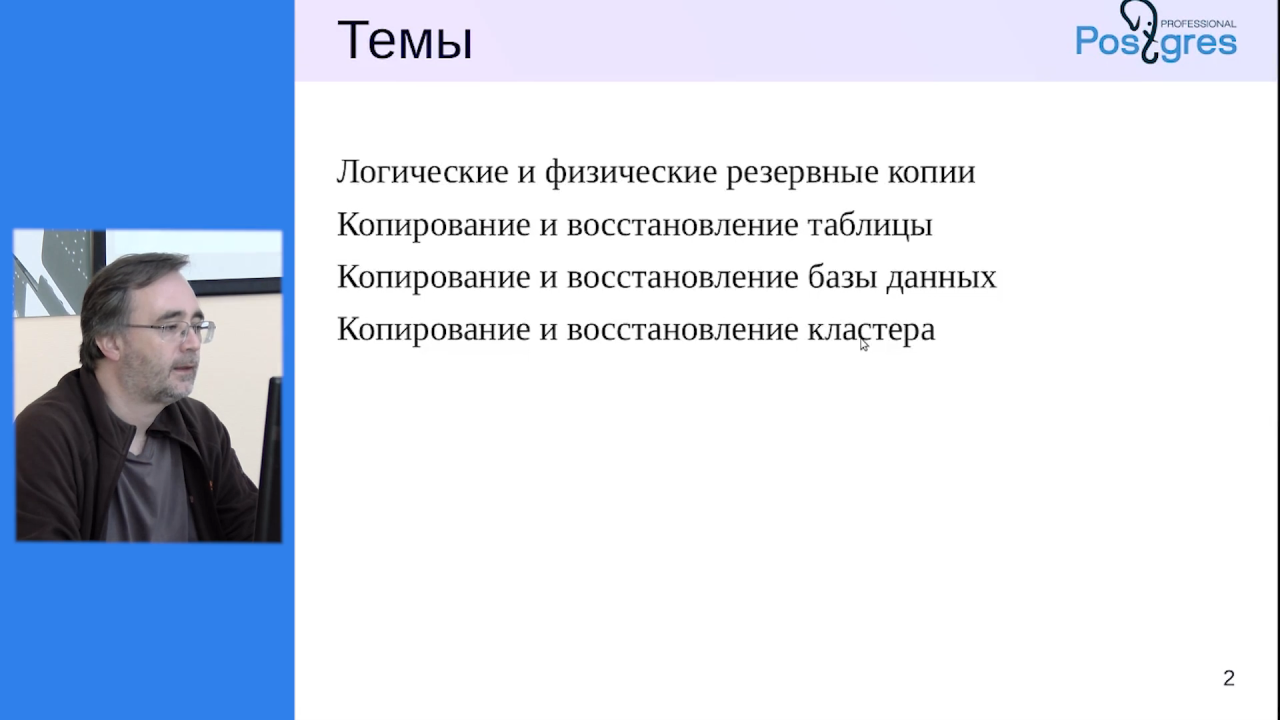 Темы
PROFESSIONAL
Postgres
Логические и физические резервные копии
Копирование и восстановление таблицы
Копирование и восстановление базы данных
Копирование и восстановление кластера
2